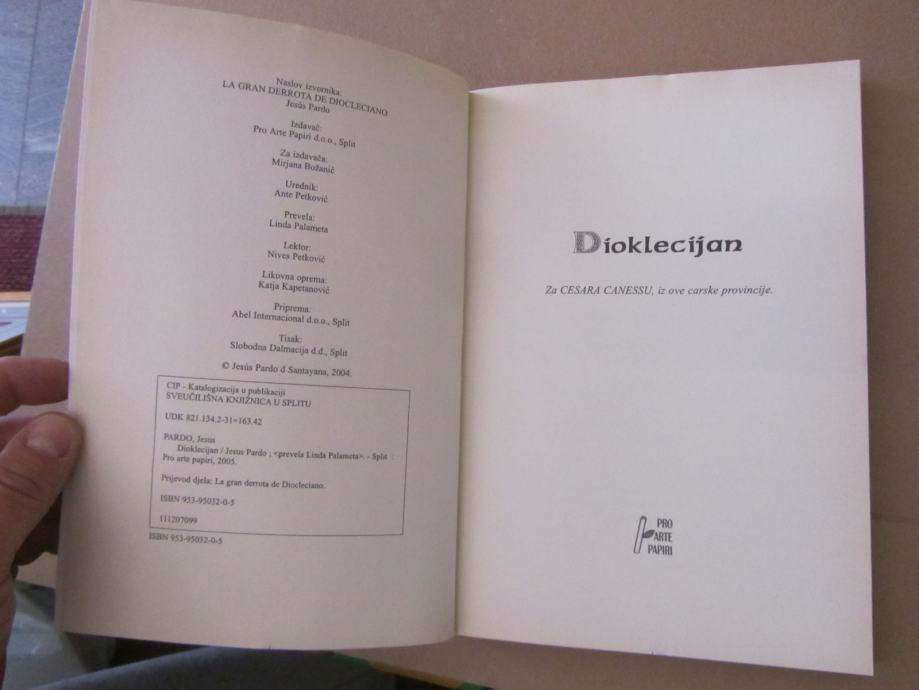 Naslov izvornika:
LA GRAN DERROTA DE DIOCLECIANO
Jesús Pardo
Izdavač:
Pro Arte Papiri d.o.o., Split
Za izdavača:
Mirjana Božanić
Urednik:
Ante Petković
Prevela:
Linda Palameta
Lektor:
Nives Petković
Likovna oprema:
Katja Kapetanović
Priprema:
Abel Internacional d.o.o., Split
Tisak:
Slobodna Dalmacija d.d., Split
© Jesús Pardo d Santayana, 2004.
CIP - Katalogizacija u publikaciji
SVEUČILIŠNA KNJIŽNICA U SPLITU
UDK 821.134.2-31=163.42
PARDO, Jesus
Dioklecijan / Jesus Pardo ; <prevela Linda Palameta>. - Split :
Pro arte papiri, 2005.
Prijevod djela: La gran derrota de Diocleciano.
ISBN 953-95032-0-5
111207099
ISBN 953-95032-0-5
Dioklecijan
Za CESARA CANESSU, iz ove carske provincije.
PRO
ARTE
PAPIRI